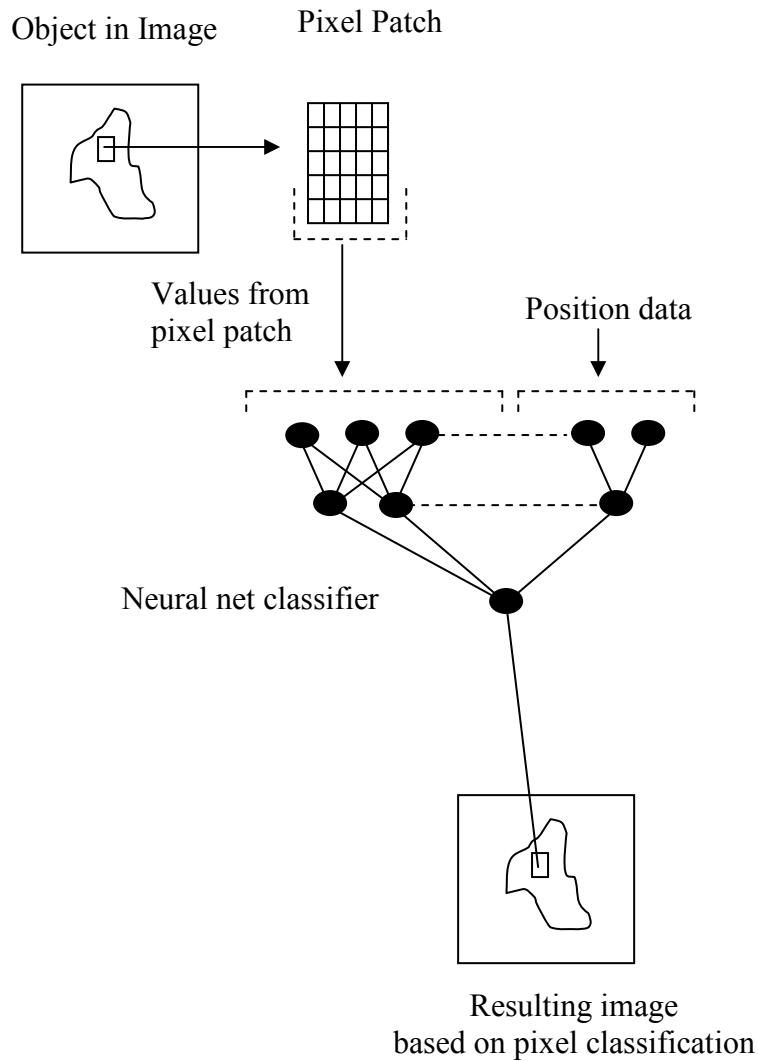 Object in Image
Pixel Patch
Values from
pixel patch
Position data
Neural net classifier
Resulting image
based on pixel classification